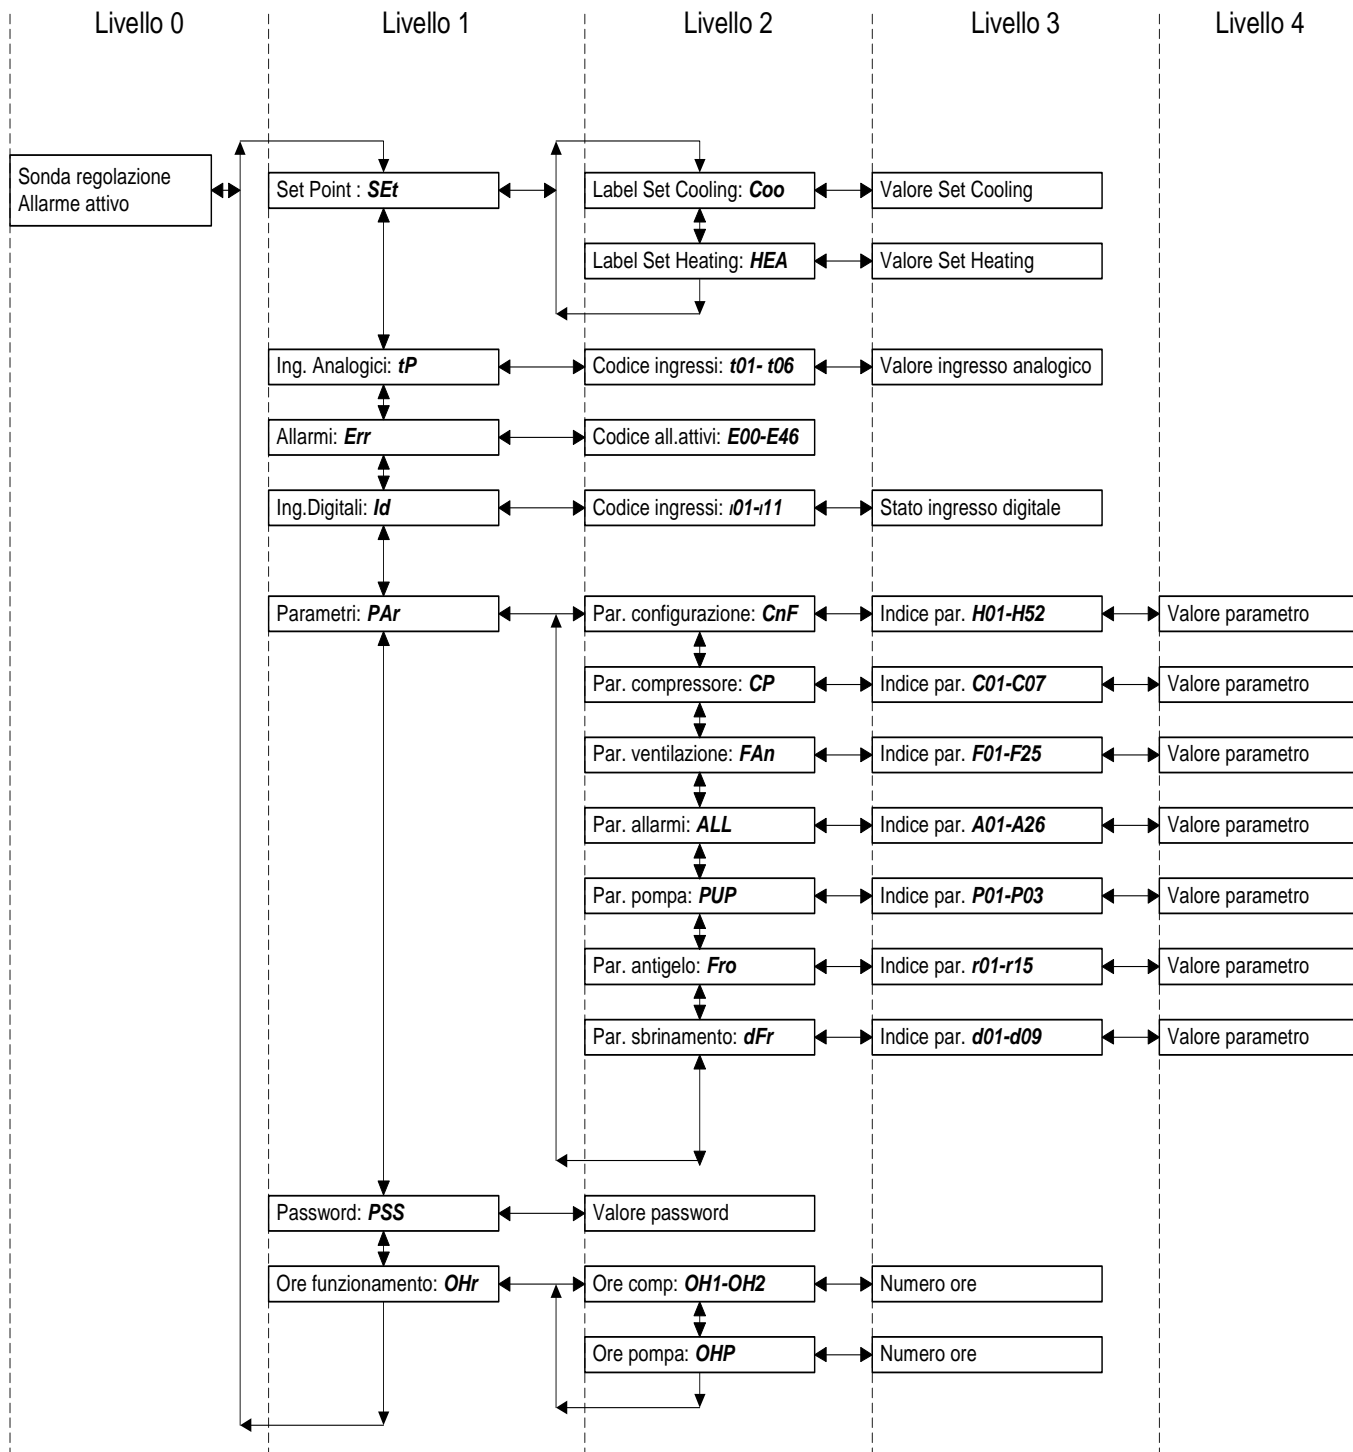 Livello 0 Livello 1 Livello 2 Livello 3 Livello 4
Sonda regolazione
Allarme attivo
Set Point : SEt
Label Set Cooling: Coo
Valore Set Cooling
Label Set Heating: HEA
Valore Set Heating
Ing. Analogici: tP
Codice ingressi: t01- t06
Valore ingresso analogico
Allarmi: Err
Codice all.attivi: E00-E46
Ing.Digitali: Id
Codice ingressi: ı01-ı11
Stato ingresso digitale
Parametri: PAr
Par. configurazione: CnF
Indice par. H01-H52
Valore parametro
Par. compressore: CP
Indice par. C01-C07
Valore parametro
Par. ventilazione: FAn
Indice par. F01-F25
Valore parametro
Par. allarmi: ALL
Indice par. A01-A26
Valore parametro
Par. pompa: PUP
Indice par. P01-P03
Valore parametro
Par. antigelo: Fro
Indice par. r01-r15
Valore parametro
Par. sbrinamento: dFr
Indice par. d01-d09
Valore parametro
Password: PSS
Valore password
Ore funzionamento: OHr
Ore comp: OH1-OH2
Numero ore
Ore pompa: OHP
Numero ore